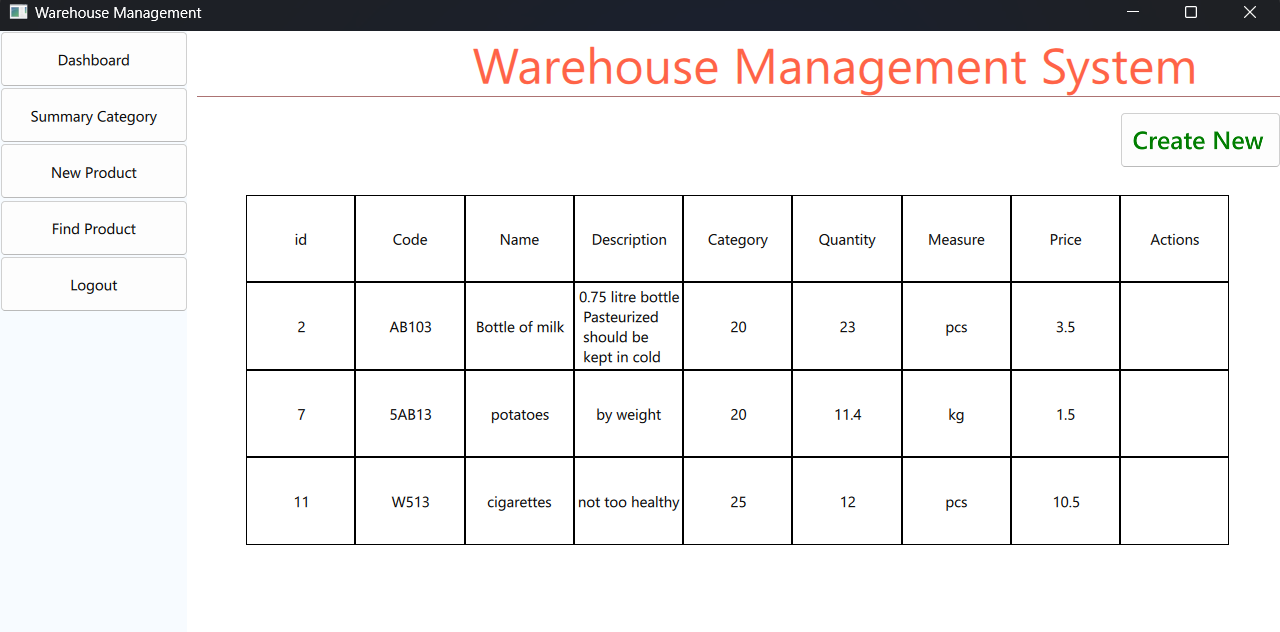 Warehouse Management
Dashboard
Summary Category
New Product
Find Product
Logout
Warehouse Management System
Create New
id Code Name Description Category Quantity Measure Price Actions
2 AB103 Bottle of milk 0.75 litre bottle 20 23 pcs 3.5
Pasteurized
should be
kept in cold
7 5AB13 potatoes by weight 20 11.4 kg 1.5
11 W513 cigarettes not too healthy 25 12 pcs 10.5